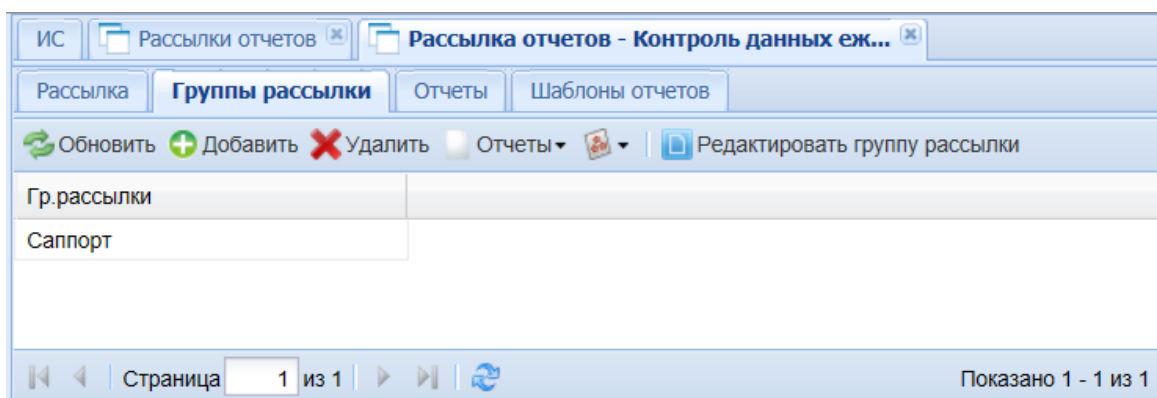 ИС Рассылки отчетов Рассылка отчетов - Контроль данных еж...
Рассылка Группы рассылки Отчеты Шаблоны отчетов
Обновить Добавить Удалить Отчеты Редактировать группу рассылки
Гр.рассылки
Саппорт
Страница 1 из 1 Показано 1 - 1 из 1